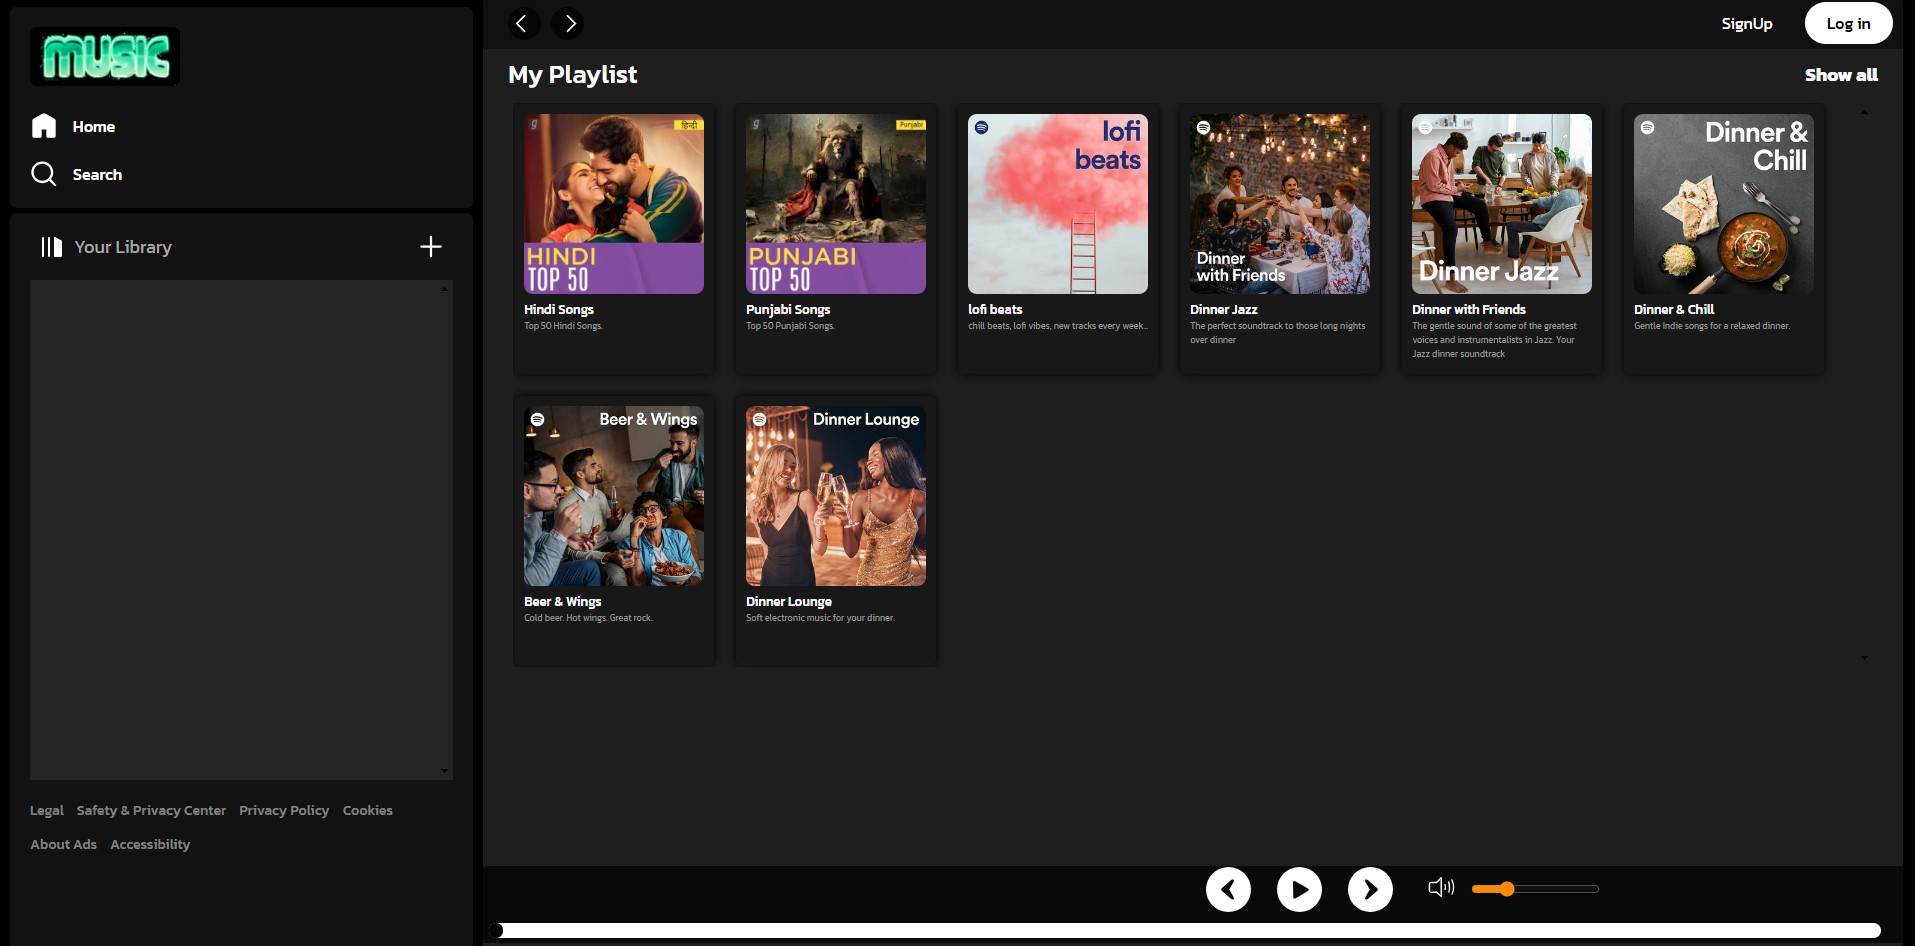 MUSIC
Home
Search
Your Library
Legal Safety & Privacy Center Privacy Policy Cookies
About Ads Accessibility
SignUp
Log in
My Playlist
Show all
g
हिन्दी
HINDI
TOP 50
Hindi Songs
Top 50 Hindi Songs.
g
Punjabi
PUNJABI
TOP 50
Punjabi Songs
Top 50 Punjabi Songs.
lofi
beats
lofi beats
chill beats, lofi vibes, new tracks every week...
Dinner
with Friends
Dinner Jazz
The perfect soundtrack to those long nights
over dinner
Dinner Jazz
Dinner with Friends
The gentle sound of some of the greatest
voices and instrumentalists in Jazz. Your
Jazz dinner soundtrack
Dinner &
Chill
Dinner & Chill
Gentle Indie songs for a relaxed dinner.
Beer & Wings
Beer & Wings
Cold beer. Hot wings. Great rock.
Dinner Lounge
Dinner Lounge
Soft electronic music for your dinner.